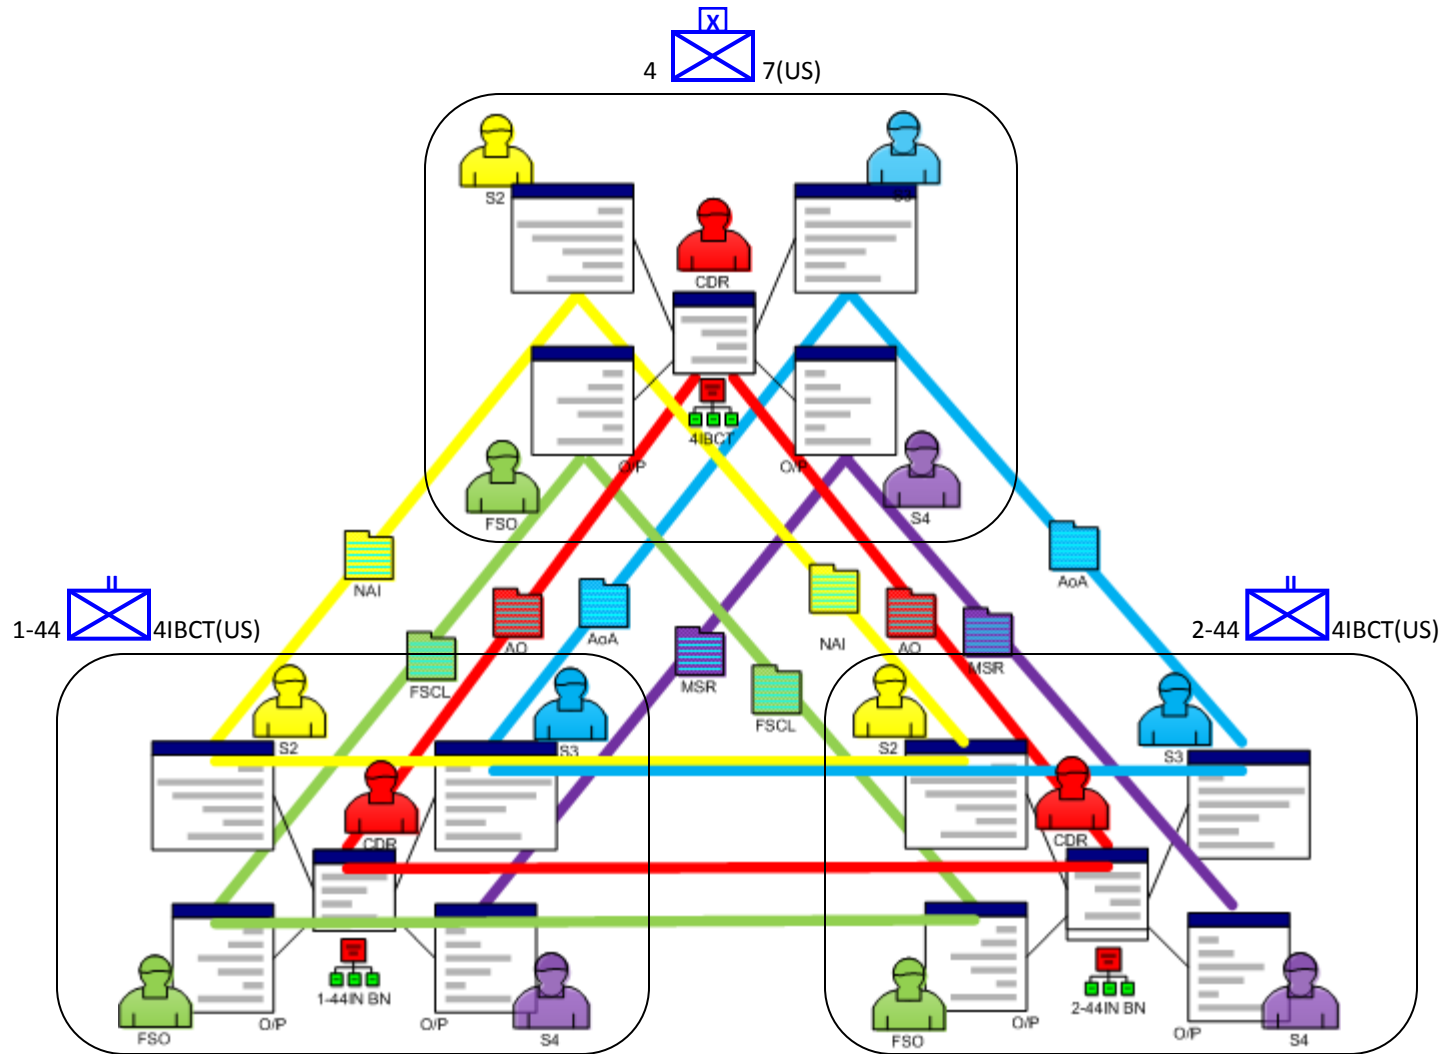 X
4 7(US)
S2
S3
CDR
4IBCT
O/P O/P
FSO
S4
NAI
AoA
1-44 II 4IBCT(US)
2-44 II 4IBCT(US)
AO
AoA
NAI
AO
FSCL
MSR
MSR
FSCL
S2
S3
S2
S3
CDR
CDR
1-44IN BN
2-44IN BN
O/P
O/P
O/P
O/P
FSO
S4
FSO
S4